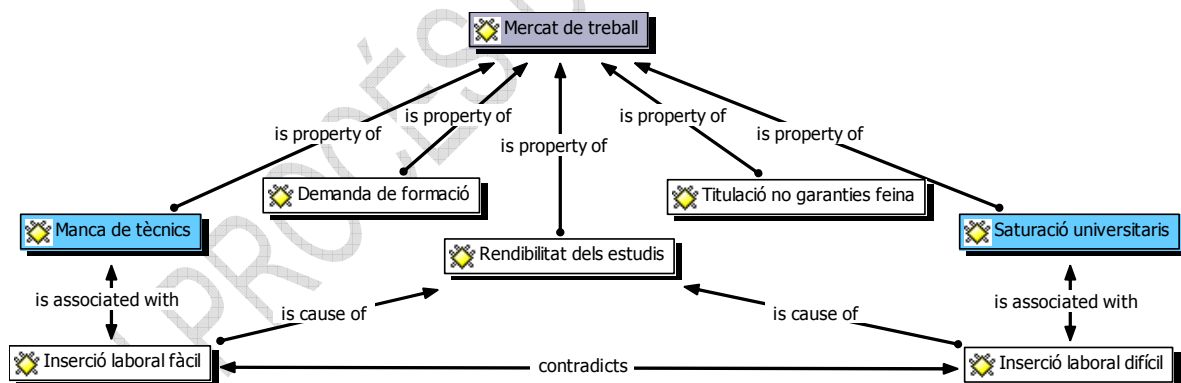 Mercat de treball
is property of
is property of
is property of
is property of
is property of
Demanda de formació
Titulació no garanties feina
Manca de tècnics
Rendibilitat dels estudis
Saturació universitaris
is associated with
is cause of
is cause of
is associated with
Inserció laboral fàcil
contradicts
Inserció laboral difícil
PROCÉS